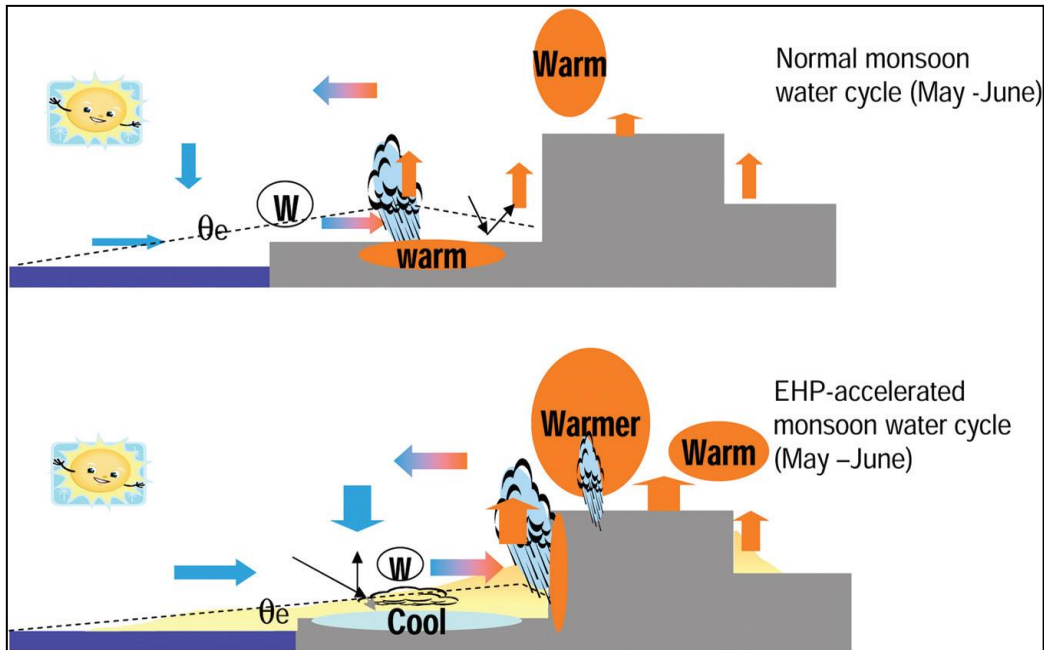 Warm
Normal monsoon
water cycle (May -June)
W
θe
warm
EHP-accelerated
monsoon water cycle
(May –June)
Warmer
Warm
W
θe
Cool